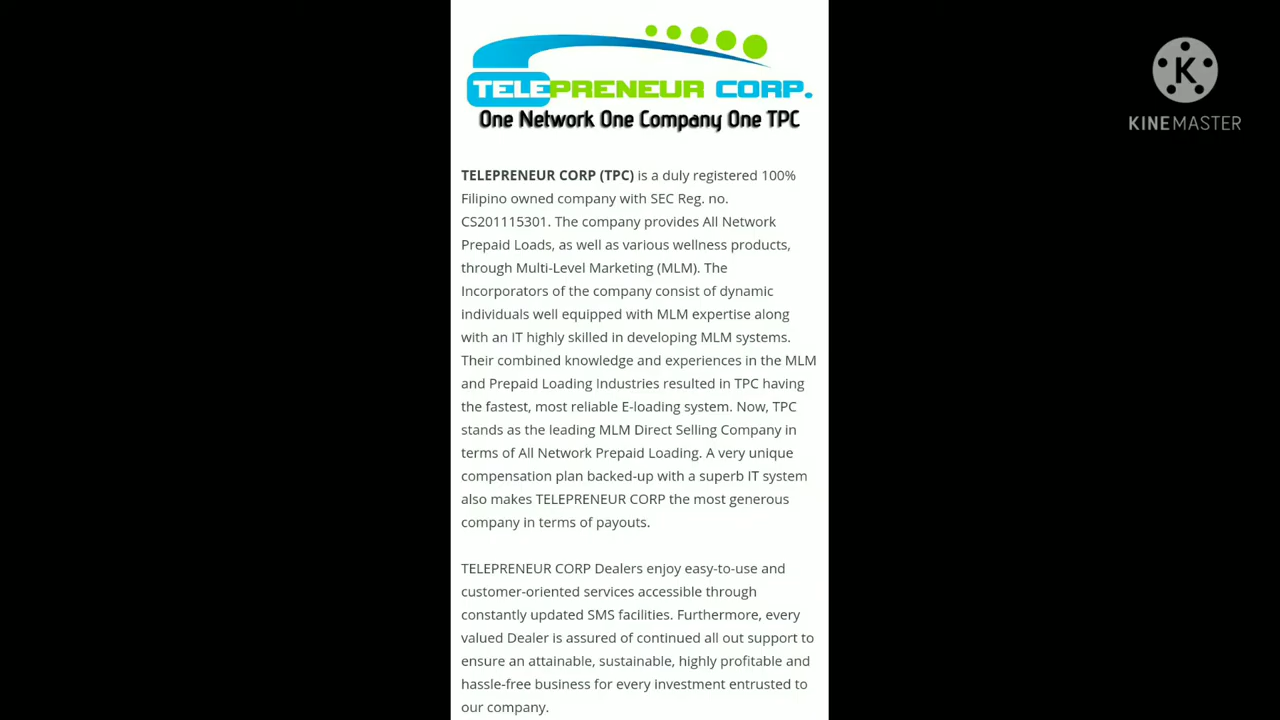 TELEPRENEUR CORP.
One Network One Company One TPC
K
KINEMASTER
TELEPRENEUR CORP (TPC) is a duly registered 100%
Filipino owned company with SEC Reg. no.
CS201115301. The company provides All Network
Prepaid Loads, as well as various wellness products,
through Multi-Level Marketing (MLM). The
Incorporators of the company consist of dynamic
individuals well equipped with MLM expertise along
with an IT highly skilled in developing MLM systems.
Their combined knowledge and experiences in the MLM
and Prepaid Loading Industries resulted in TPC having
the fastest, most reliable E-loading system. Now, TPC
stands as the leading MLM Direct Selling Company in
terms of All Network Prepaid Loading. A very unique
compensation plan backed-up with a superb IT system
also makes TELEPRENEUR CORP the most generous
company in terms of payouts.
TELEPRENEUR CORP Dealers enjoy easy-to-use and
customer-oriented services accessible through
constantly updated SMS facilities. Furthermore, every
valued Dealer is assured of continued all out support to
ensure an attainable, sustainable, highly profitable and
hassle-free business for every investment entrusted to
our company.